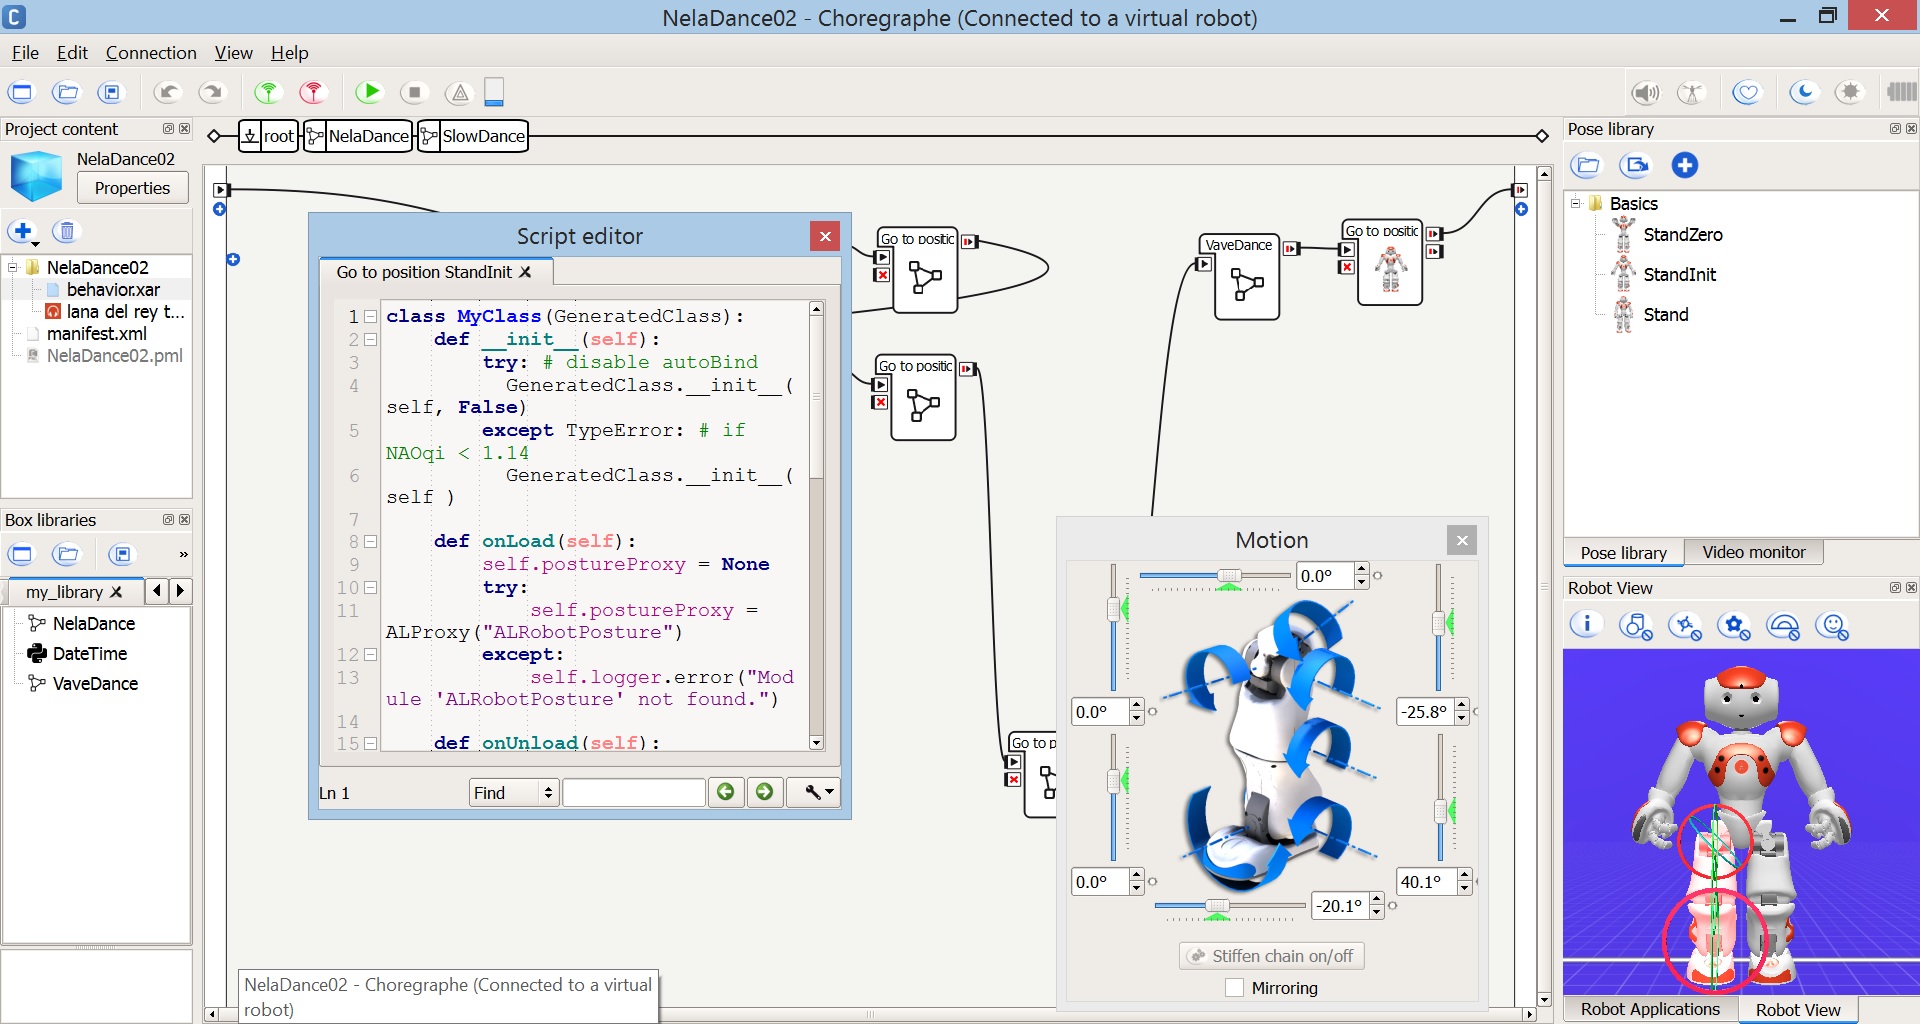 NelaDance02 - Choregraphe (Connected to a virtual robot)
File Edit Connection View Help
Project content
NelaDance02
Properties
NelaDance02
behavior.xar
lana del rey t...
manifest.xml
NelaDance02.pml
Box libraries
»
my_library
NelaDance
DateTime
VaveDance
root NelaDance SlowDance
Go to positic
Go to positic
VaveDance
Go to positic
Go to p
Script editor
Go to position StandInit
1 class MyClass(GeneratedClass):
2 def __init__(self):
3 try: # disable autoBind
4 GeneratedClass.__init__(
self, False)
5 except TypeError: # if
NAOqi < 1.14
6 GeneratedClass.__init__(
self )
7
8 def onLoad(self):
9 self.postureProxy = None
10 try:
11 self.postureProxy =
ALProxy("ALRobotPosture")
12 except:
13 self.logger.error("Mod
ule 'ALRobotPosture' not found.")
14
15 def onUnload(self):
Ln 1 Find
Motion
0.0°
0.0° -25.8°
0.0° 40.1°
-20.1°
Stiffen chain on/off
Mirroring
NelaDance02 - Choregraphe (Connected to a virtual
robot)
Pose library
Basics
StandZero
StandInit
Stand
Pose library Video monitor
Robot View
Robot Applications Robot View